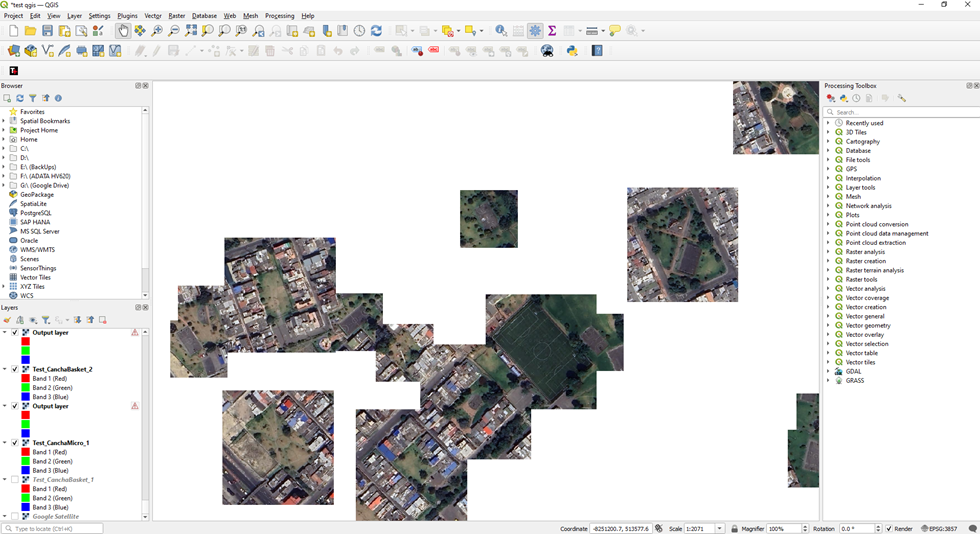 *test qgis — QGIS
Project Edit View Layer Settings Plugins Vector Raster Database Web Mesh Processing Help
Browser
Favorites
Spatial Bookmarks
Project Home
Home
C:\
D:\
E:\ (BackUps)
F:\ (ADATA HV620)
G:\ (Google Drive)
GeoPackage
SpatiaLite
PostgreSQL
SAP HANA
MS SQL Server
Oracle
WMS/WMTS
Scenes
SensorThings
Vector Tiles
XYZ Tiles
WCS
Layers
Output layer
Test_CanchaBasket_2
Band 1 (Red)
Band 2 (Green)
Band 3 (Blue)
Output layer
Test_CanchaMicro_1
Band 1 (Red)
Band 2 (Green)
Band 3 (Blue)
Test_CanchaBasket_1
Band 1 (Red)
Band 2 (Green)
Band 3 (Blue)
Google Satellite
Processing Toolbox
Search...
Recently used
3D Tiles
Cartography
Database
File tools
GPS
Interpolation
Layer tools
Mesh
Network analysis
Plots
Point cloud conversion
Point cloud data management
Point cloud extraction
Raster analysis
Raster creation
Raster terrain analysis
Raster tools
Vector analysis
Vector coverage
Vector creation
Vector general
Vector geometry
Vector overlay
Vector selection
Vector table
Vector tiles
GDAL
GRASS
Type to locate (Ctrl+K)
Coordinate -8251200.7, 513577.6 Scale 1:2071 Magnifier 100% Rotation 0.0 ° Render EPSG:3857